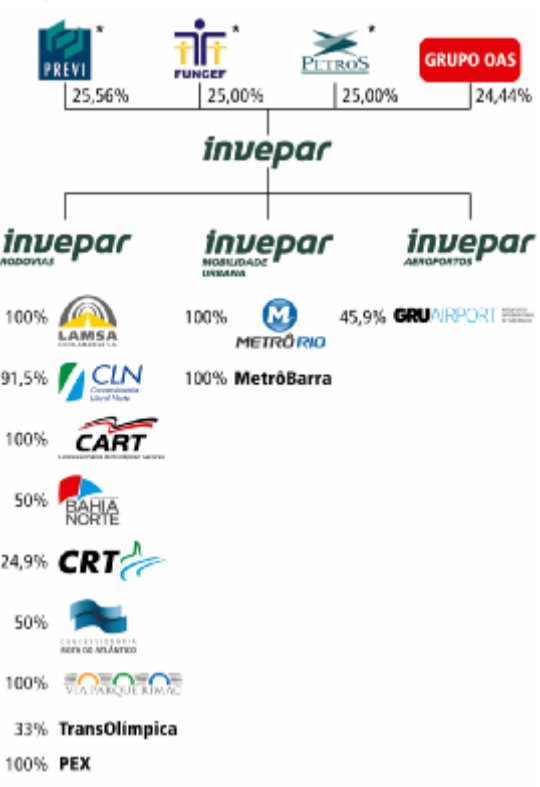 * * *
PREVI FUNCEF PETROS GRUPO OAS
25,56% 25,00% 25,00% 24,44%
invepar
invepar invepar invepar
RODOVIAS MOBILIDADE URBANA AEROPORTOS
100% LAMSA 100% METRÔ RIO 45,9% GRUAIRPORT
91,5% CLN 100% MetrôBarra
Concessionária
Litoral Norte
100% CART
50% BAHIA
NORTE
24,9% CRT
50%
CONCESSIONÁRIA
ROTA DO ATLÂNTICO
100% VIA PARQUE RIMAC
33% TransOlímpica
100% PEX